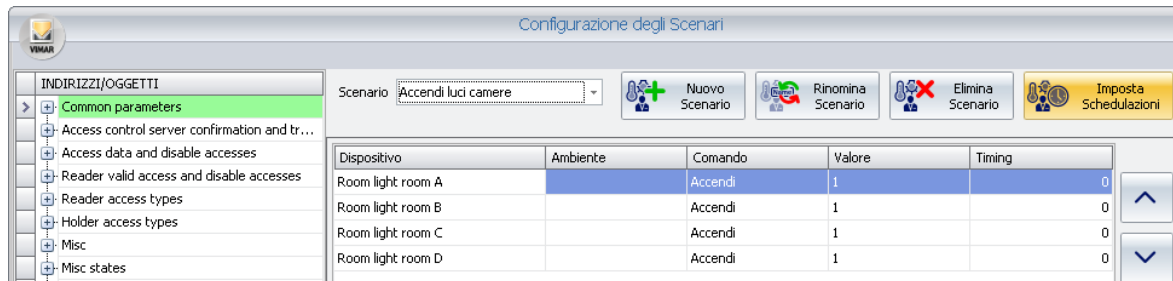 Configurazione degli Scenari
VIMAR
INDIRIZZI/OGGETTI
Common parameters
Access control server confirmation and tr...
Access data and disable accesses
Reader valid access and disable accesses
Reader access types
Holder access types
Misc
Misc states
Scenario Accendi luci camere
Nuovo
Scenario
Name
Rinomina
Scenario
Elimina
Scenario
Imposta
Schedulazioni
Dispositivo Ambiente Comando Valore Timing
Room light room A Accendi 1 0
Room light room B Accendi 1 0
Room light room C Accendi 1 0
Room light room D Accendi 1 0